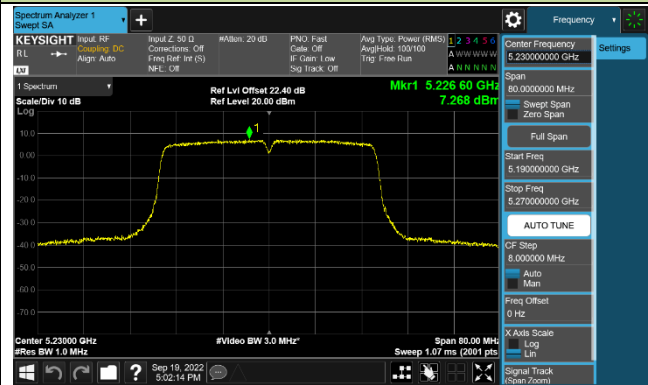 Spectrum Analyzer 1
Swept SA
Frequency
KEYSIGHT
RL
LXI
Input: RF
Coupling: DC
Align: Auto
Input Z: 50 Ω
Corrections: Off
Freq Ref: Int (S)
NFE: Off
#Atten: 20 dB
PNO: Fast
Gate: Off
IF Gain: Low
Sig Track: Off
Avg Type: Power (RMS)
Avg|Hold: 100/100
Trig: Free Run
1 2 3 4 5 6
A W W W W W
A N N N N N
1 Spectrum
Scale/Div 10 dB
Ref Lvl Offset 22.40 dB
Ref Level 20.00 dBm
Mkr1 5.226 60 GHz
7.268 dBm
Log
1
10.0
0.00
-10.0
-20.0
-30.0
-40.0
-50.0
-60.0
-70.0
Center 5.23000 GHz
#Res BW 1.0 MHz
#Video BW 3.0 MHz*
Span 80.00 MHz
Sweep 1.07 ms (2001 pts)
Sep 19, 2022
5:02:14 PM
?
Center Frequency
5.230000000 GHz
Settings
Span
80.0000000 MHz
Swept Span
Zero Span
Full Span
Start Freq
5.190000000 GHz
Stop Freq
5.270000000 GHz
AUTO TUNE
CF Step
8.000000 MHz
Auto
Man
Freq Offset
0 Hz
X Axis Scale
Log
Lin
Signal Track
(Span Zoom)